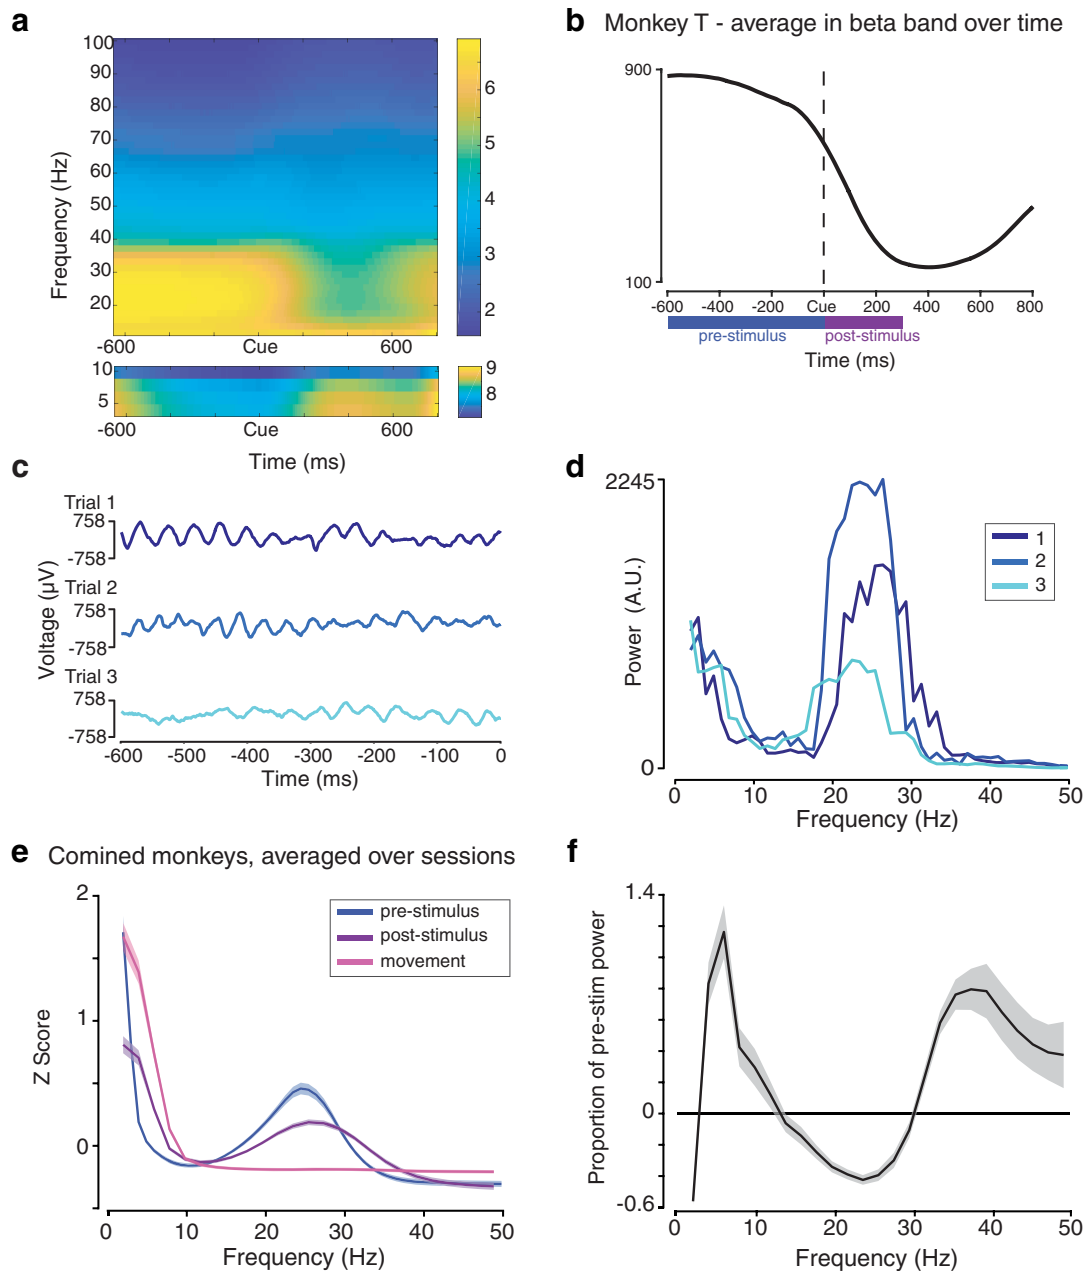 a
100
90
80
70
60
50
40
30
20
Frequency (Hz)
-600 Cue 600
6
5
4
3
2
10
5
-600 Cue 600
9
8
Time (ms)
b Monkey T - average in beta band over time
900
100
-600 -400 -200 Cue 200 400 600 800
pre-stimulus post-stimulus
Time (ms)
c
Trial 1
758
-758
Trial 2
758
-758
Trial 3
758
-758
Voltage (µV)
-600 -500 -400 -300 -200 -100 0
Time (ms)
d
2245
0
Power (A.U.)
1
2
3
0 10 20 30 40 50
Frequency (Hz)
e Comined monkeys, averaged over sessions
2
1
0
Z Score
pre-stimulus
post-stimulus
movement
0 10 20 30 40 50
Frequency (Hz)
f
1.4
0
-0.6
Proportion of pre-stim power
0 10 20 30 40 50
Frequency (Hz)